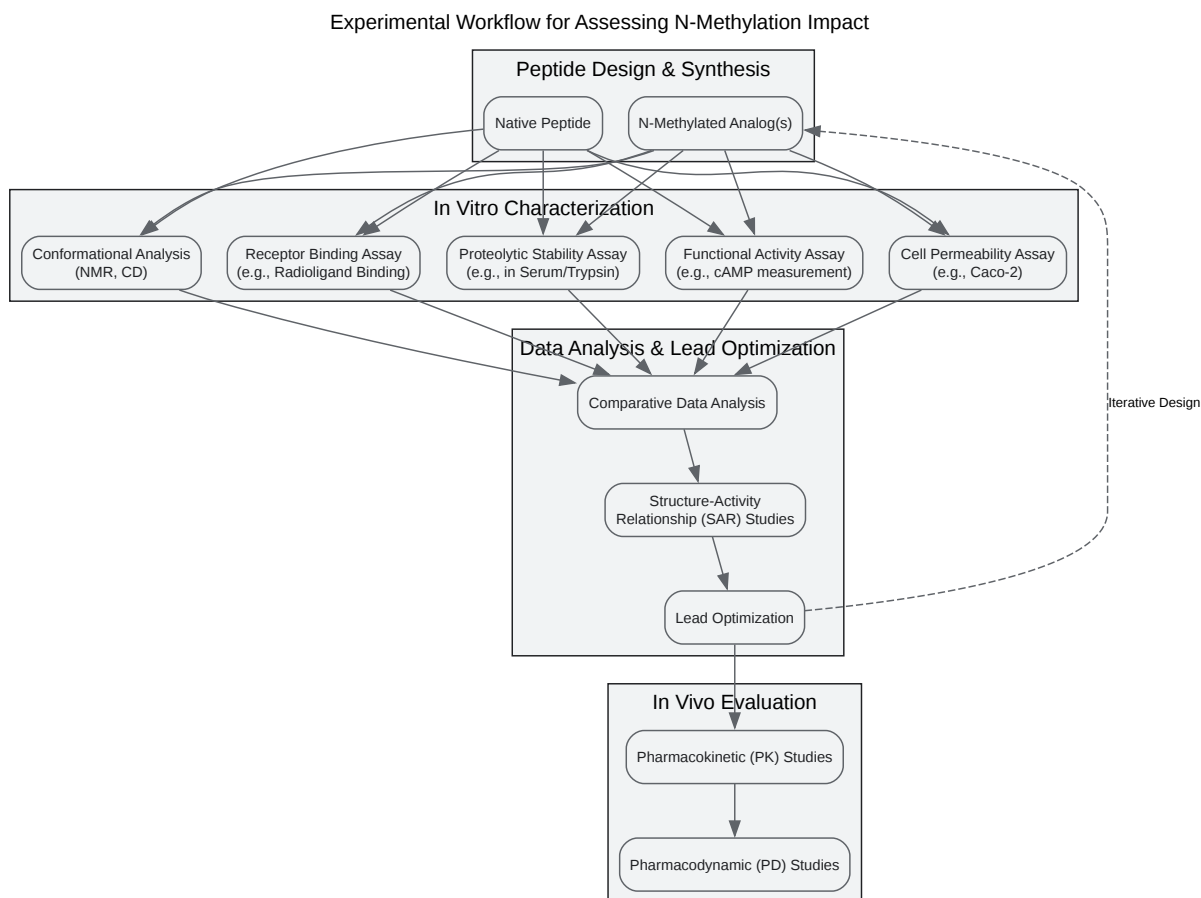 Experimental Workflow for Assessing N-Methylation Impact
Peptide Design & Synthesis
Native Peptide
N-Methylated Analog(s)
In Vitro Characterization
Conformational Analysis
(NMR, CD)
Receptor Binding Assay
(e.g., Radioligand Binding)
Proteolytic Stability Assay
(e.g., in Serum/Trypsin)
Functional Activity Assay
(e.g., cAMP measurement)
Cell Permeability Assay
(e.g., Caco-2)
Data Analysis & Lead Optimization
Comparative Data Analysis
Iterative Design
Structure-Activity
Relationship (SAR) Studies
Lead Optimization
In Vivo Evaluation
Pharmacokinetic (PK) Studies
Pharmacodynamic (PD) Studies